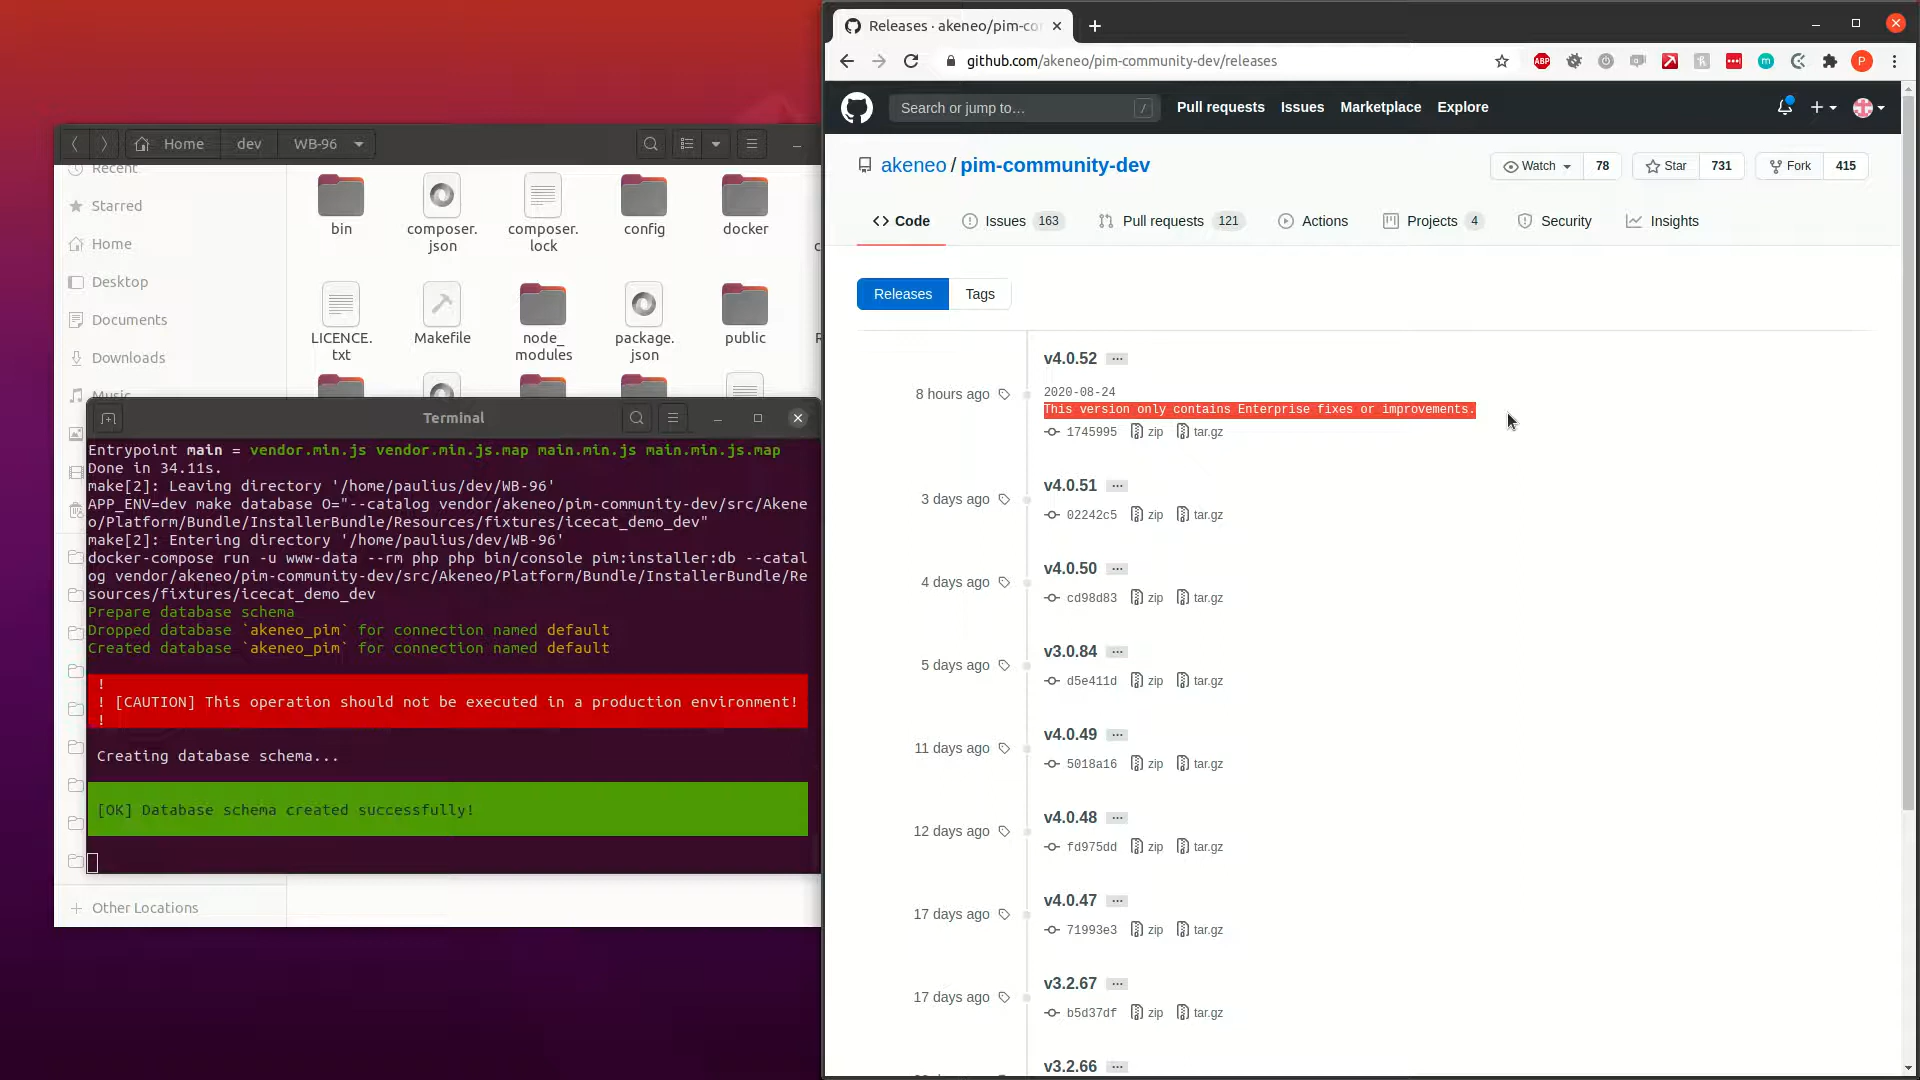 Home
dev
WB-96
Recent
Starred
Home
Desktop
Documents
Downloads
Music
Other Locations
bin
composer.
json
composer.
lock
config
docker
LICENCE.
txt
Makefile
node_
modules
package.
json
public
Terminal
Entrypoint main = vendor.min.js vendor.min.js.map main.min.js main.min.js.map
Done in 34.11s.
make[2]: Leaving directory '/home/paulius/dev/WB-96'
APP_ENV=dev make database O="--catalog vendor/akeneo/pim-community-dev/src/Akene
o/Platform/Bundle/InstallerBundle/Resources/fixtures/icecat_demo_dev"
make[2]: Entering directory '/home/paulius/dev/WB-96'
docker-compose run -u www-data --rm php php bin/console pim:installer:db --catal
og vendor/akeneo/pim-community-dev/src/Akeneo/Platform/Bundle/InstallerBundle/Re
sources/fixtures/icecat_demo_dev
Prepare database schema
Dropped database `akeneo_pim` for connection named default
Created database `akeneo_pim` for connection named default
!
! [CAUTION] This operation should not be executed in a production environment!
!
Creating database schema...
[OK] Database schema created successfully!
Releases · akeneo/pim-co
github.com/akeneo/pim-community-dev/releases
ABP
P
Search or jump to…
/
Pull requests
Issues
Marketplace
Explore
akeneo / pim-community-dev
Watch
78
Star
731
Fork
415
Code
Issues 163
Pull requests 121
Actions
Projects 4
Security
Insights
Releases
Tags
v4.0.52 ...
8 hours ago
2020-08-24
This version only contains Enterprise fixes or improvements.
1745995 zip tar.gz
v4.0.51 ...
3 days ago
02242c5 zip tar.gz
v4.0.50 ...
4 days ago
cd98d83 zip tar.gz
v3.0.84 ...
5 days ago
d5e411d zip tar.gz
v4.0.49 ...
11 days ago
5018a16 zip tar.gz
v4.0.48 ...
12 days ago
fd975dd zip tar.gz
v4.0.47 ...
17 days ago
71993e3 zip tar.gz
v3.2.67 ...
17 days ago
b5d37df zip tar.gz
v3.2.66 ...